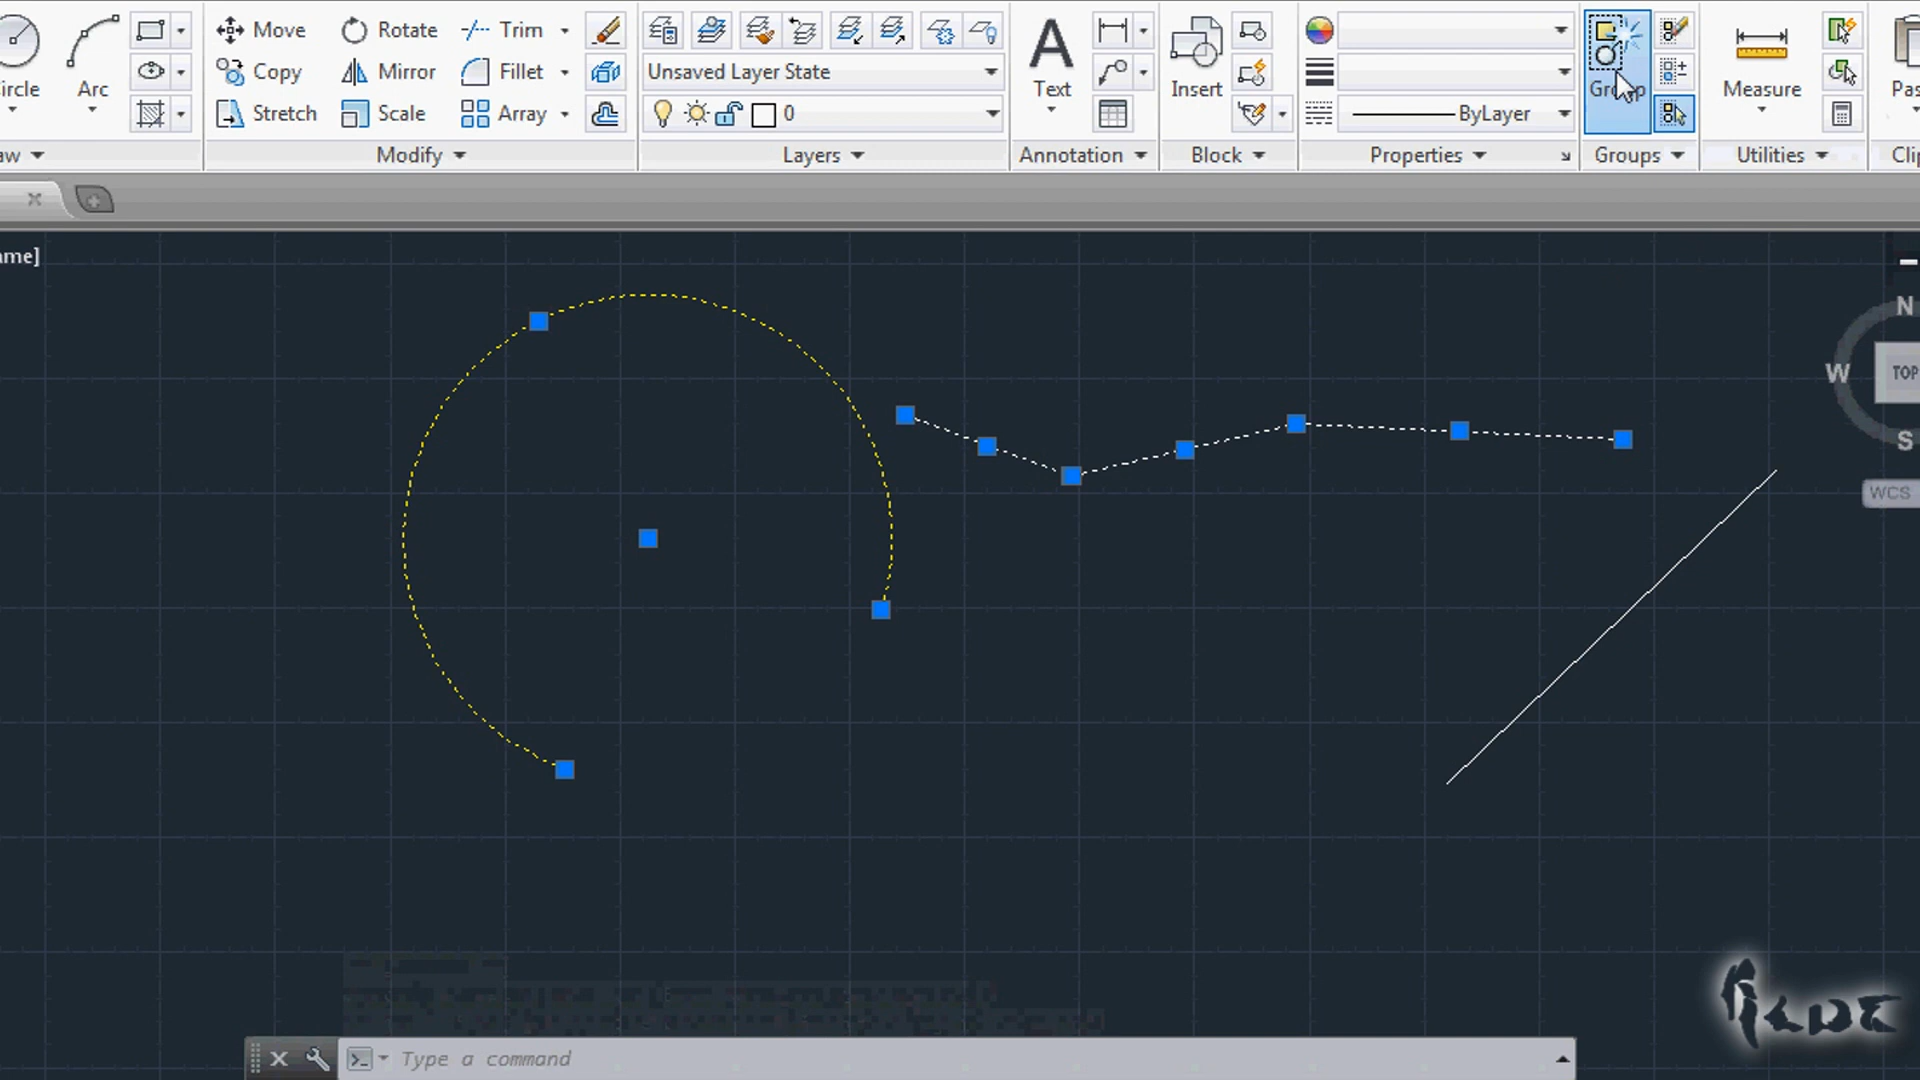 Move Rotate Trim
Unsaved Layer State
Copy Mirror Fillet
ircle Arc Text Insert Group Measure Pas
Stretch Scale Array 0 ByLayer
aw Modify Layers Annotation Block Properties Groups Utilities Clip
ame]
N
W TOP
S
WCS
Type a command